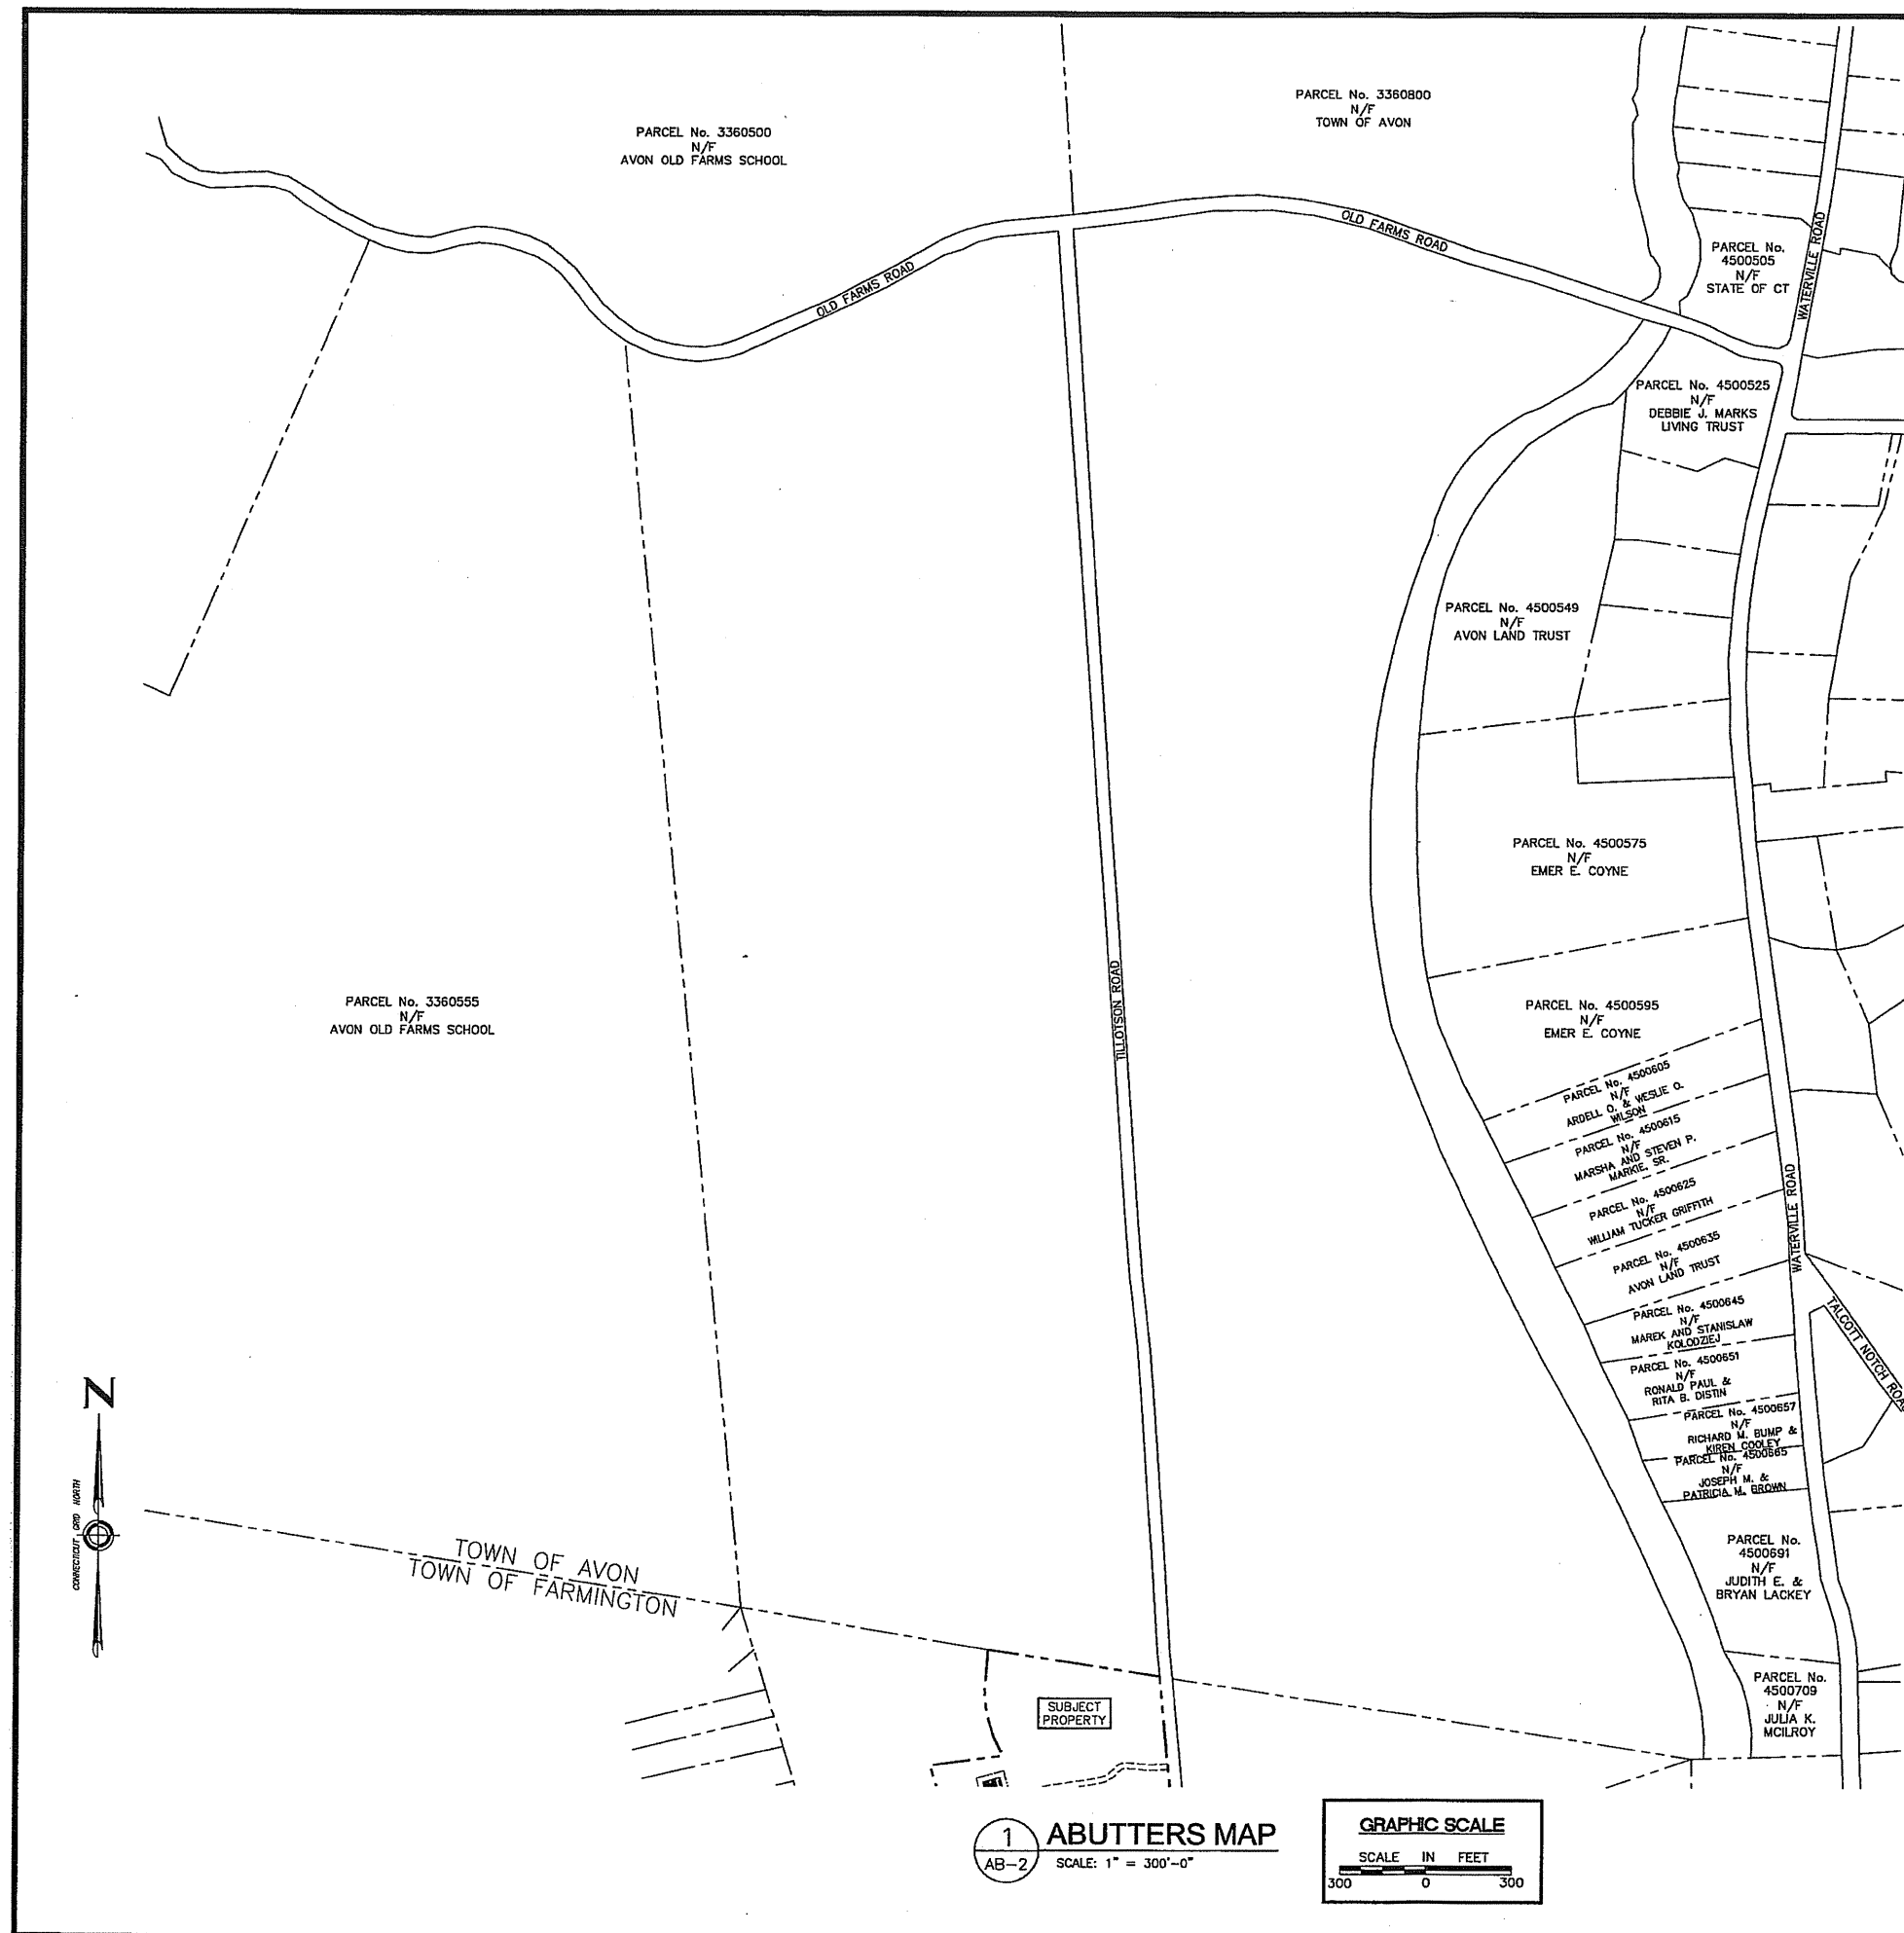 PARCEL No. 3360500
N/F
AVON OLD FARMS SCHOOL
PARCEL No. 3360800
N/F
TOWN OF AVON
OLD FARMS ROAD
OLD FARMS ROAD
WATERVILLE ROAD
PARCEL No.
4500505
N/F
STATE OF CT
PARCEL No. 4500525
N/F
DEBBIE J. MARKS
LIVING TRUST
PARCEL No. 4500549
N/F
AVON LAND TRUST
PARCEL No. 4500575
N/F
EMER E. COYNE
PARCEL No. 3360555
N/F
AVON OLD FARMS SCHOOL
TILLOTSON ROAD
PARCEL No. 4500595
N/F
EMER E. COYNE
PARCEL No. 4500605
N/F
ARDELL O. & WESLIE O.
WILSON
PARCEL No. 4500615
N/F
MARSHA AND STEVEN P.
MARKIE, SR.
PARCEL No. 4500625
N/F
WILLIAM TUCKER GRIFFITH
PARCEL No. 4500635
N/F
AVON LAND TRUST
WATERVILLE ROAD
TALCOTT NOTCH ROAD
PARCEL No. 4500645
N/F
MAREK AND STANISLAW
KOLODZIEJ
PARCEL No. 4500651
N/F
RONALD PAUL &
RITA B. DISTIN
PARCEL No. 4500657
N/F
RICHARD M. BUMP &
KIREN COOLEY
PARCEL No. 4500665
N/F
JOSEPH M. &
PATRICIA M. BROWN
PARCEL No.
4500691
N/F
JUDITH E. &
BRYAN LACKEY
PARCEL No.
4500709
N/F
JULIA K.
MCILROY
N
CONNECTICUT GRID NORTH
TOWN OF AVON
TOWN OF FARMINGTON
SUBJECT
PROPERTY
1
AB-2
ABUTTERS MAP
SCALE: 1" = 300'-0"
GRAPHIC SCALE
SCALE IN FEET
300 0 300